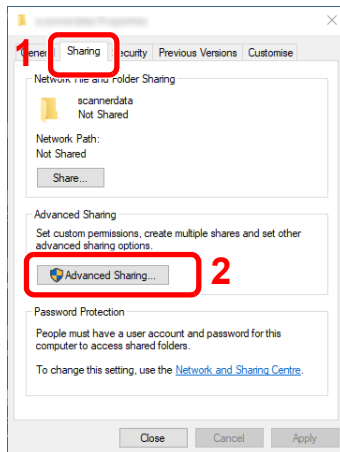 1
General Sharing Security Previous Versions Customise
Network File and Folder Sharing
scannerdata
Not Shared
Network Path:
Not Shared
Share...
Advanced Sharing
Set custom permissions, create multiple shares and set other
advanced sharing options.
Advanced Sharing...
2
Password Protection
People must have a user account and password for this
computer to access shared folders.
To change this setting, use the Network and Sharing Centre.
Close Cancel Apply